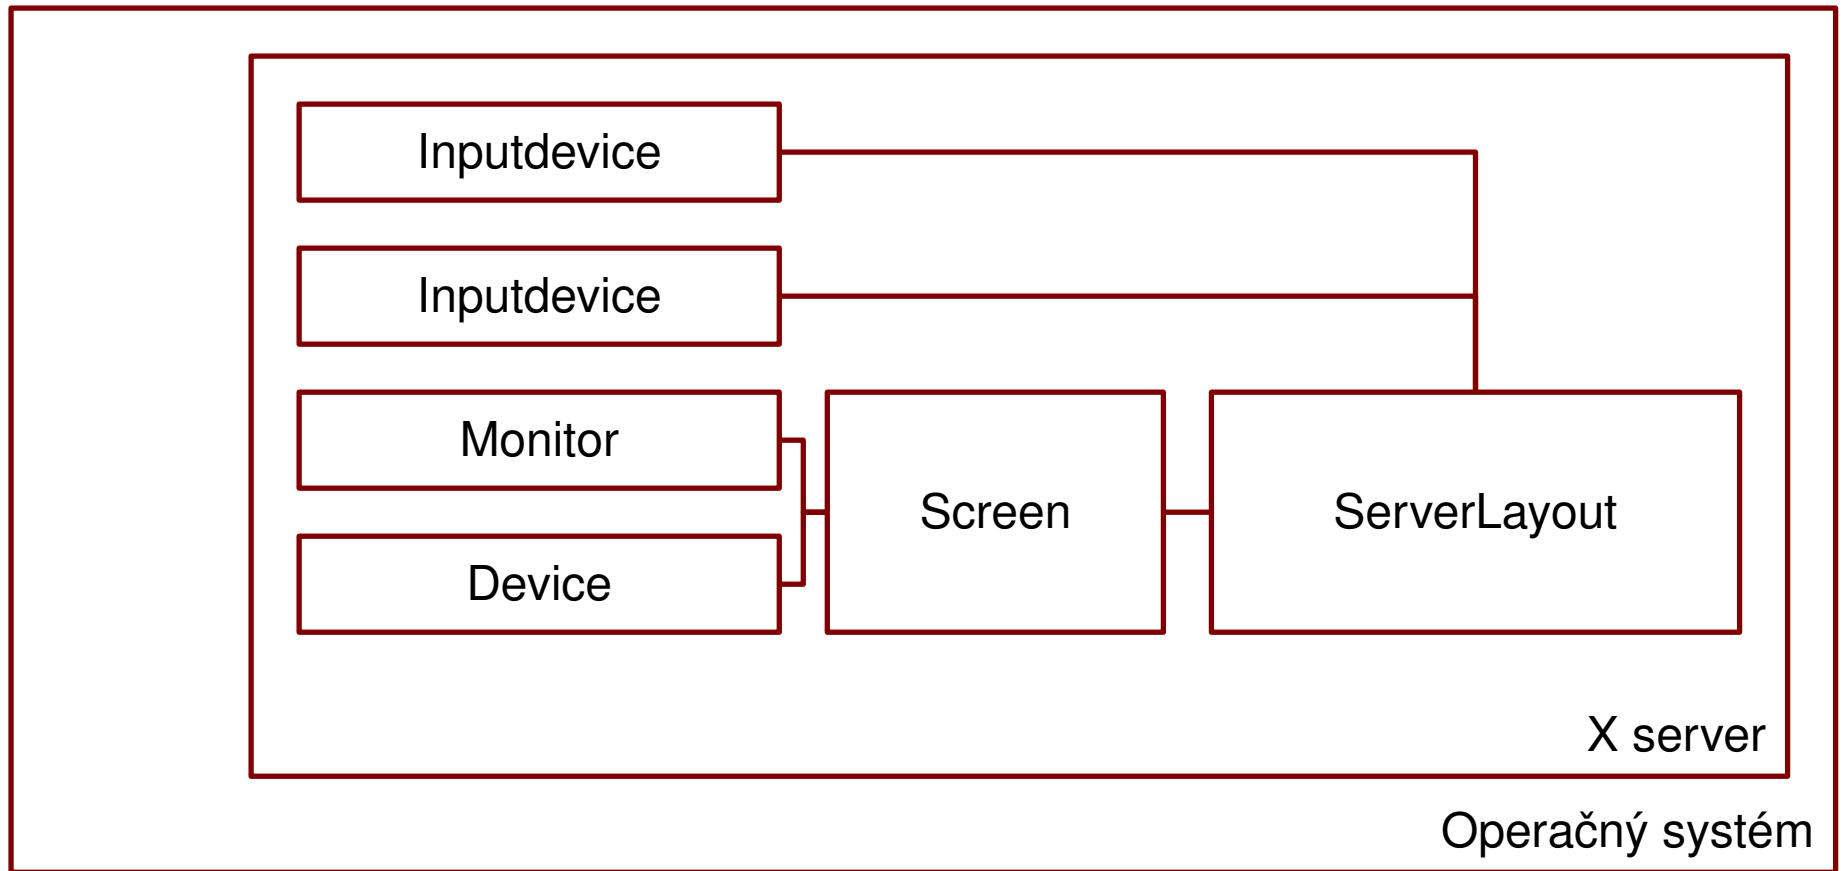 Inputdevice
Inputdevice
Monitor
Device
Screen
ServerLayout
X server
Operačný systém